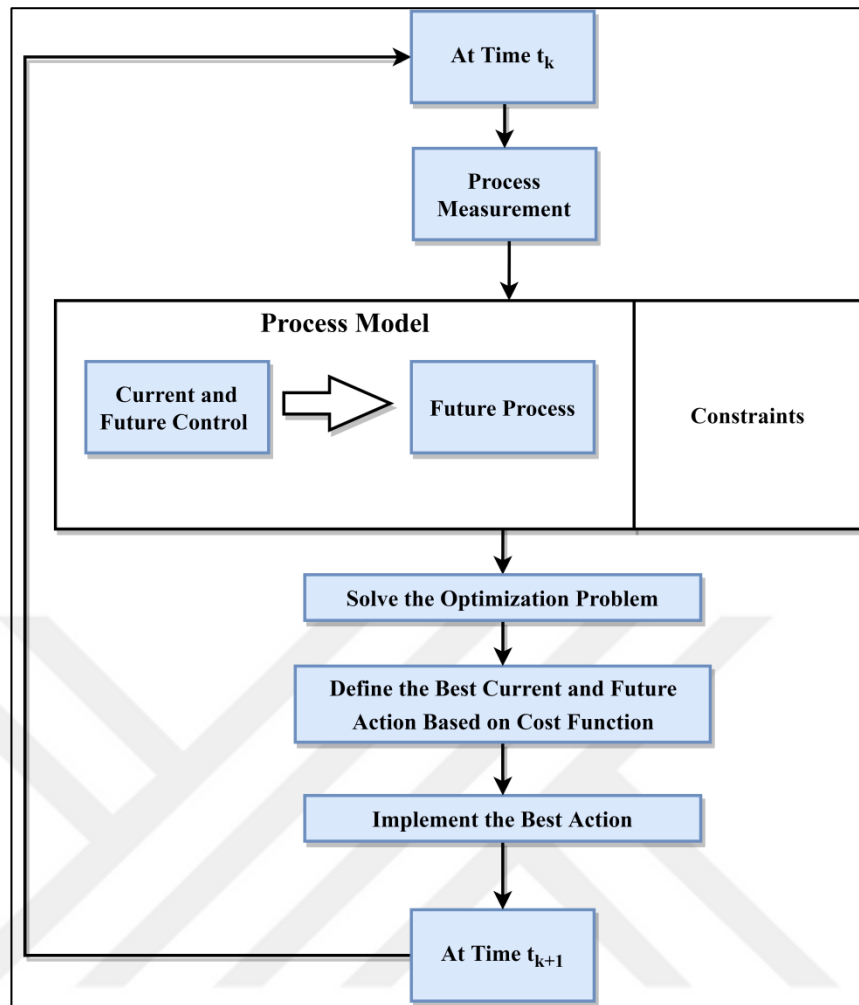 At Time tk
Process
Measurement
Process Model
Current and
Future Control
Future Process
Constraints
Solve the Optimization Problem
Define the Best Current and Future
Action Based on Cost Function
Implement the Best Action
At Time tk+1